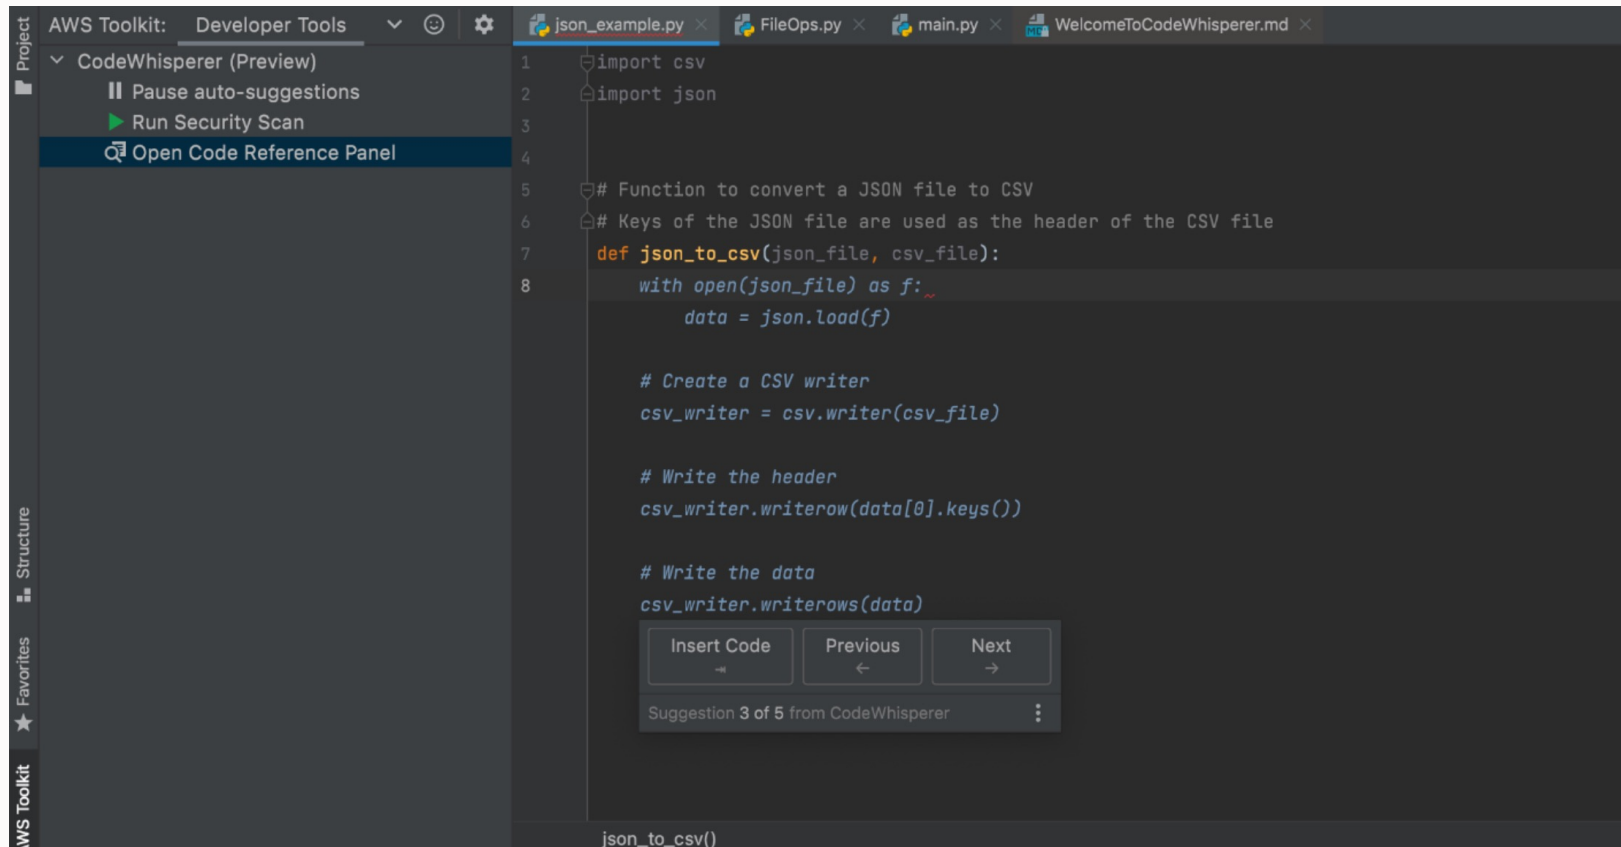 Project
AWS Toolkit: Developer Tools
CodeWhisperer (Preview)
Pause auto-suggestions
Run Security Scan
Open Code Reference Panel
Structure
Favorites
AWS Toolkit
json_example.py
FileOps.py
main.py
WelcomeToCodeWhisperer.md
1 import csv
2 import json
3
4
5 # Function to convert a JSON file to CSV
6 # Keys of the JSON file are used as the header of the CSV file
7 def json_to_csv(json_file, csv_file):
8 with open(json_file) as f:
data = json.load(f)
# Create a CSV writer
csv_writer = csv.writer(csv_file)
# Write the header
csv_writer.writerow(data[0].keys())
# Write the data
csv_writer.writerows(data)
Insert Code
Previous
Next
Suggestion 3 of 5 from CodeWhisperer
json_to_csv()